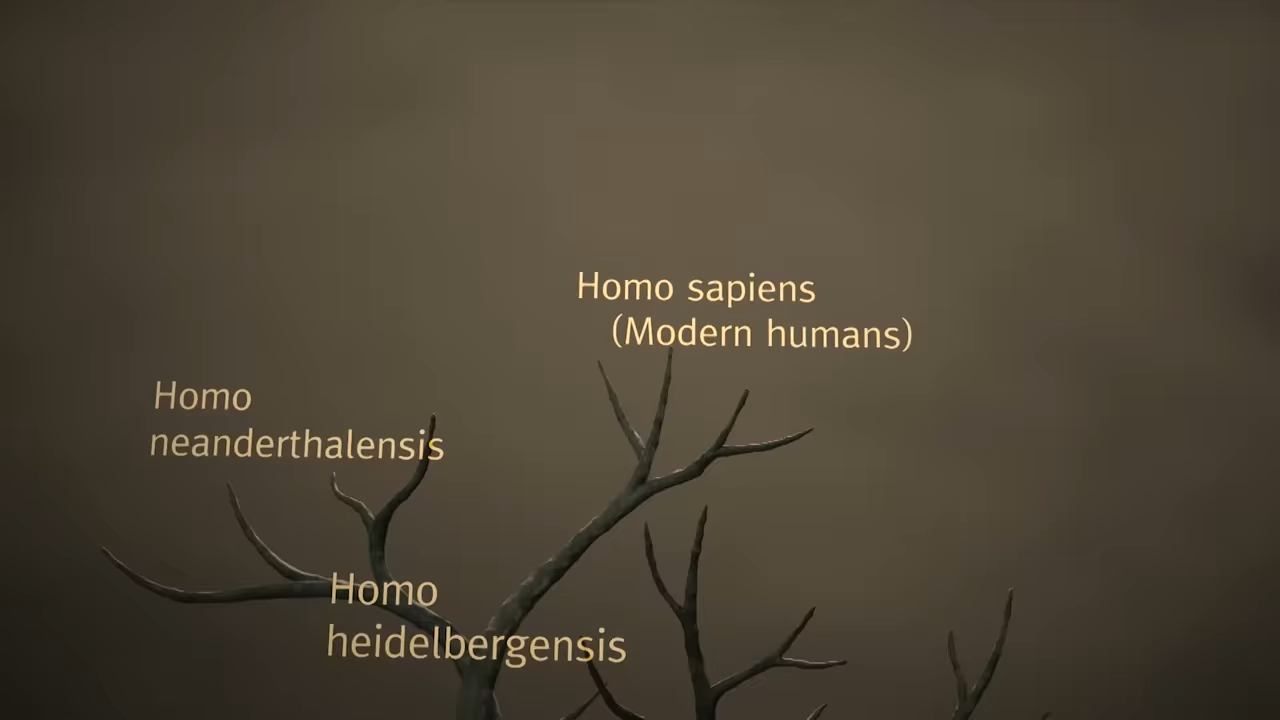 Homo sapiens
(Modern humans)
Homo
neanderthalensis
Homo
heidelbergensis